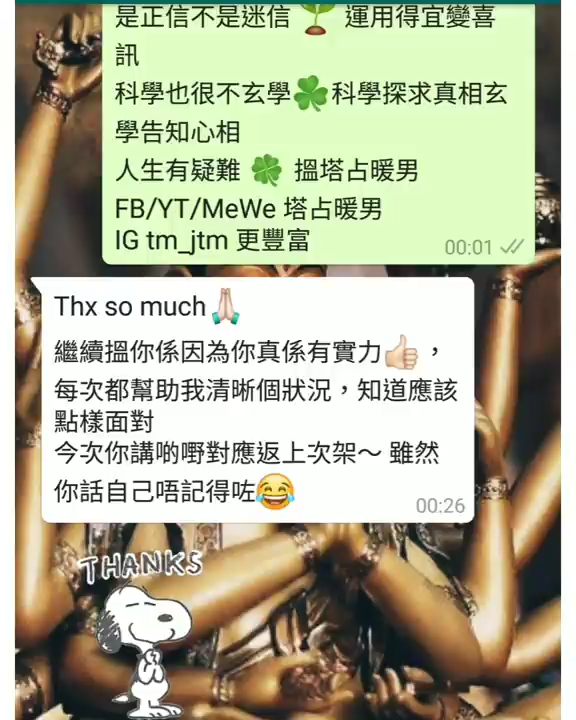 是正信不是迷信🌱 運用得宜變喜
訊
科學也很不玄學🍀科學探求真相玄
學告知心相
人生有疑難 🍀 搵塔占暖男
FB/YT/MeWe 塔占暖男
IG tm_jtm 更豐富
00:01
Thx so much🙏🏻
繼續搵你係因為你真係有實力👍🏻，
每次都幫助我清晰個狀況，知道應該
點樣面對
今次你講啲嘢對應返上次架～ 雖然
你話自己唔記得咗😂
00:26
THANKS